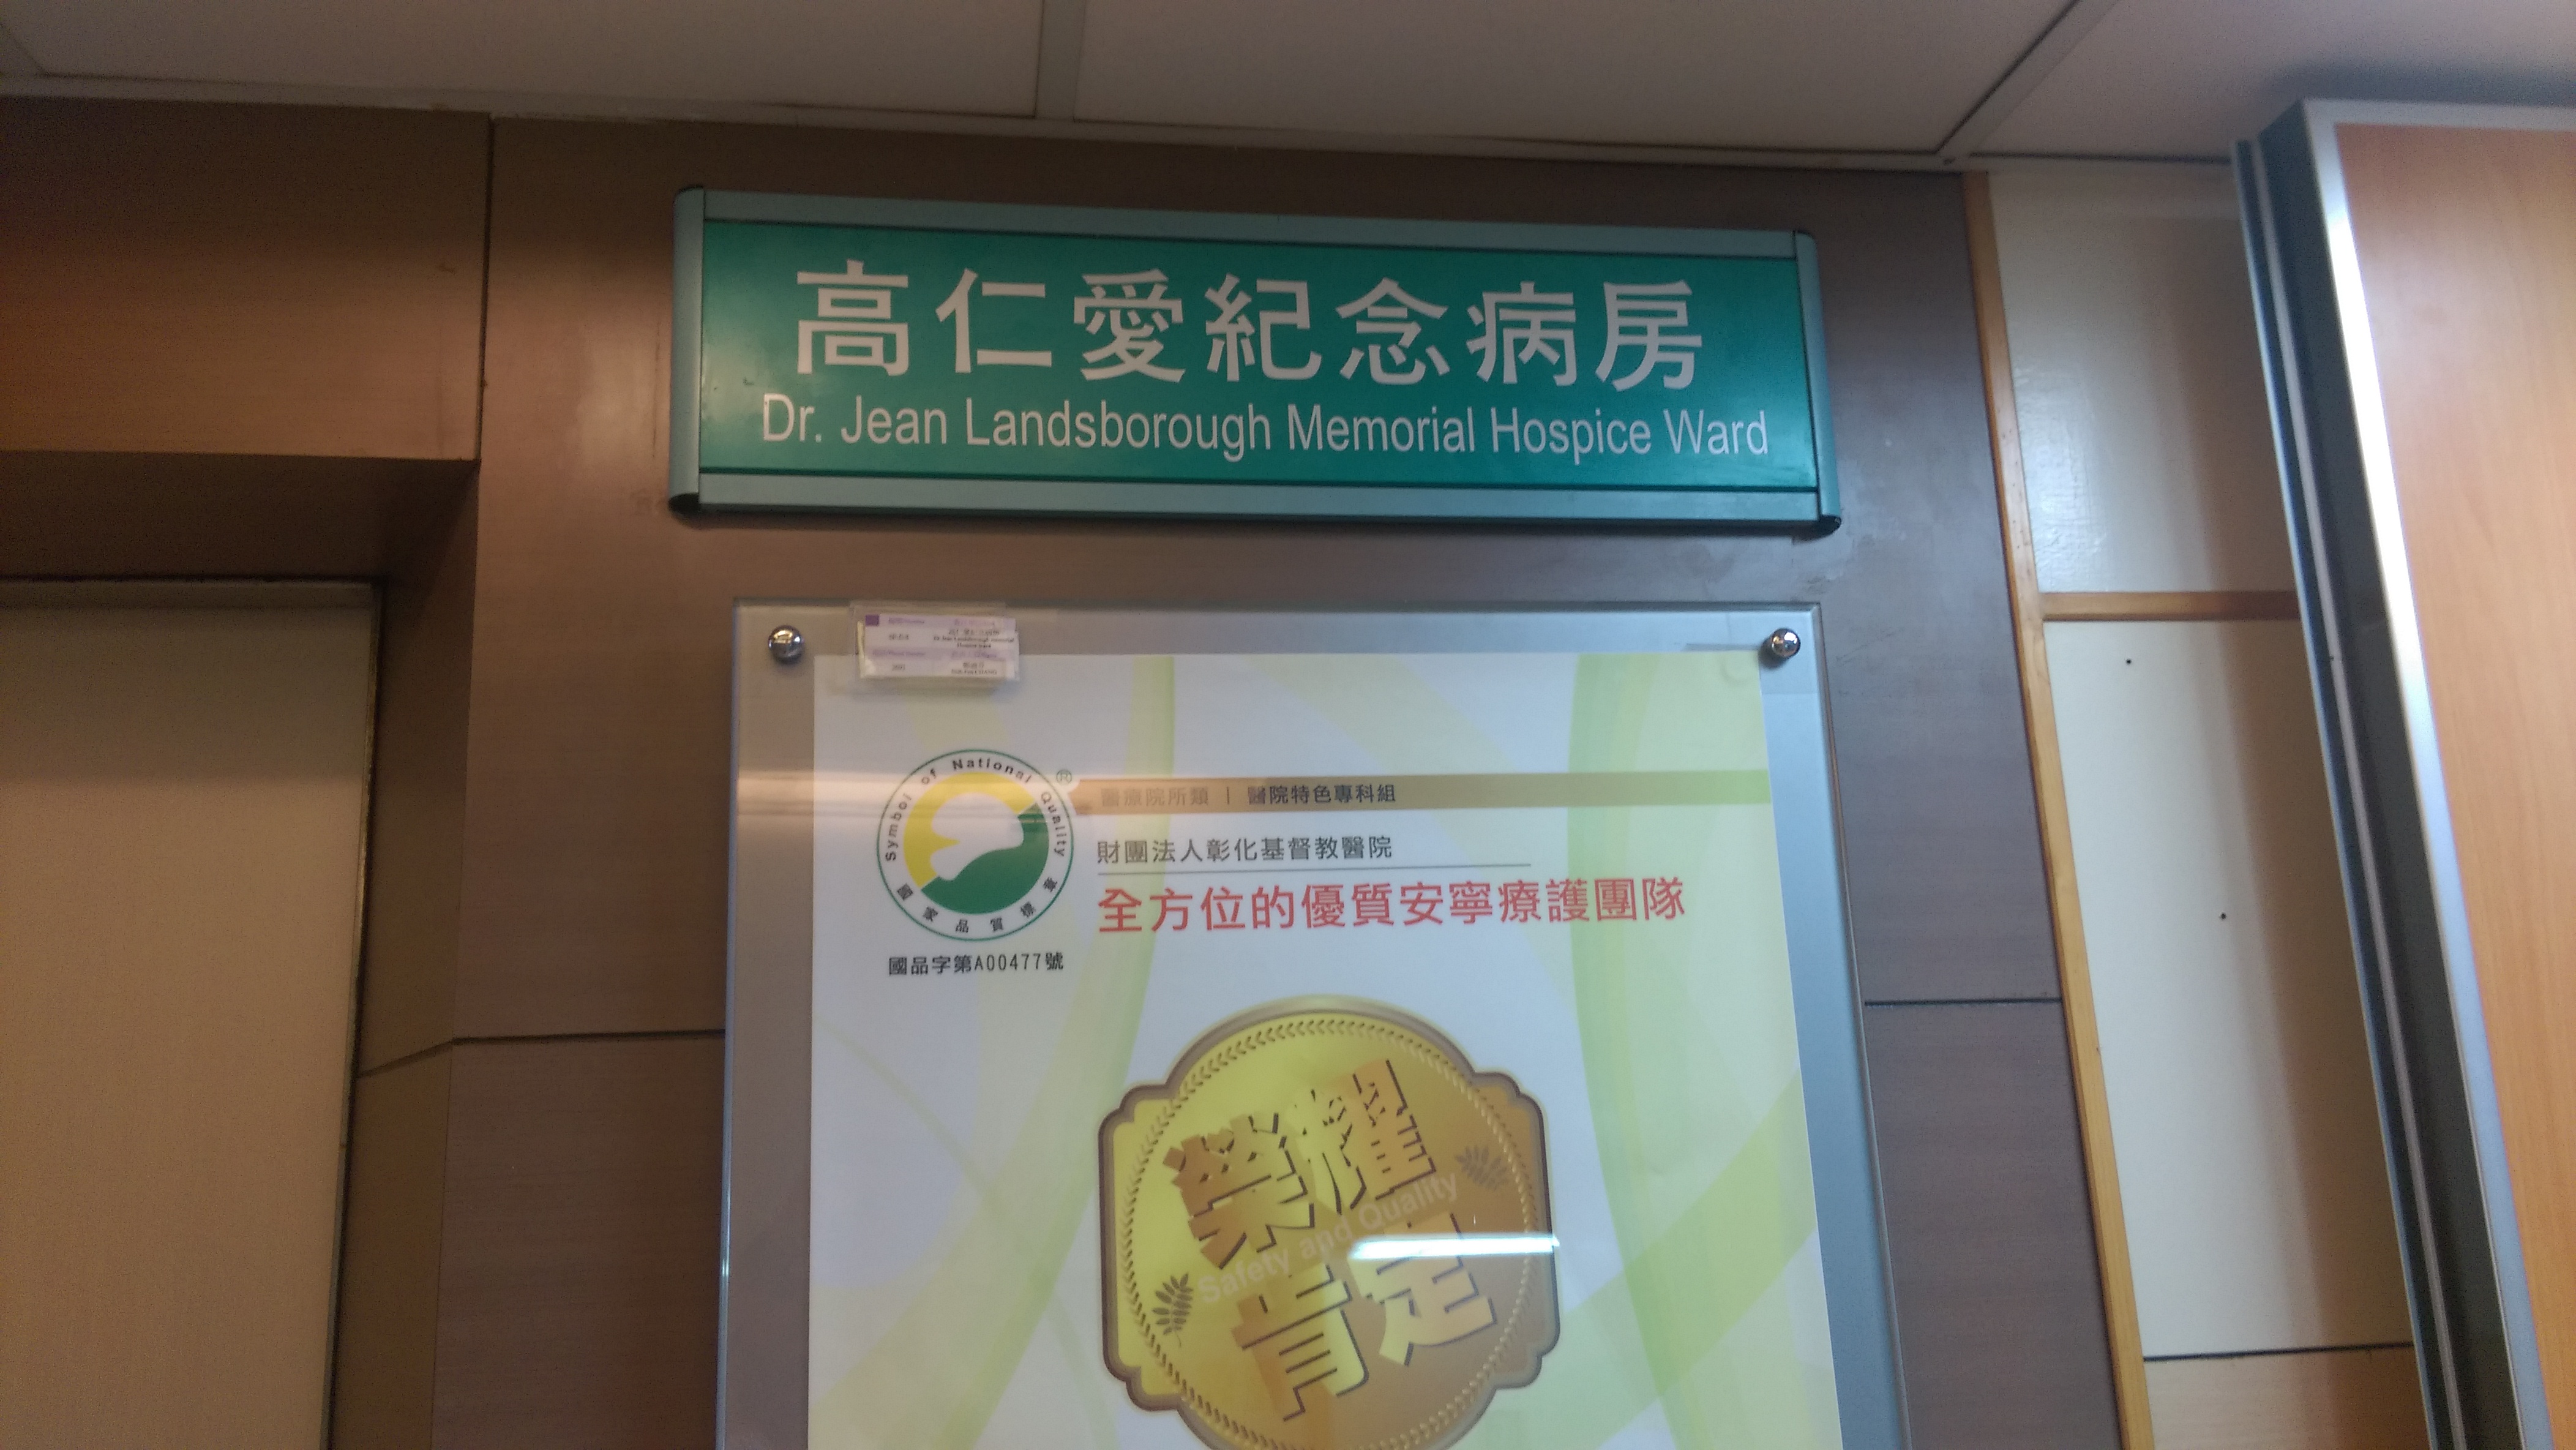 高仁愛紀念病房
Dr. Jean Landsborough Memorial Hospice Ward
Symbol of National Quality
®
國家品質標章
國品字第A00477號
醫療院所類 | 醫院特色專科組
財團法人彰化基督教醫院
全方位的優質安寧療護團隊
榮耀
Safety and Quality
肯定